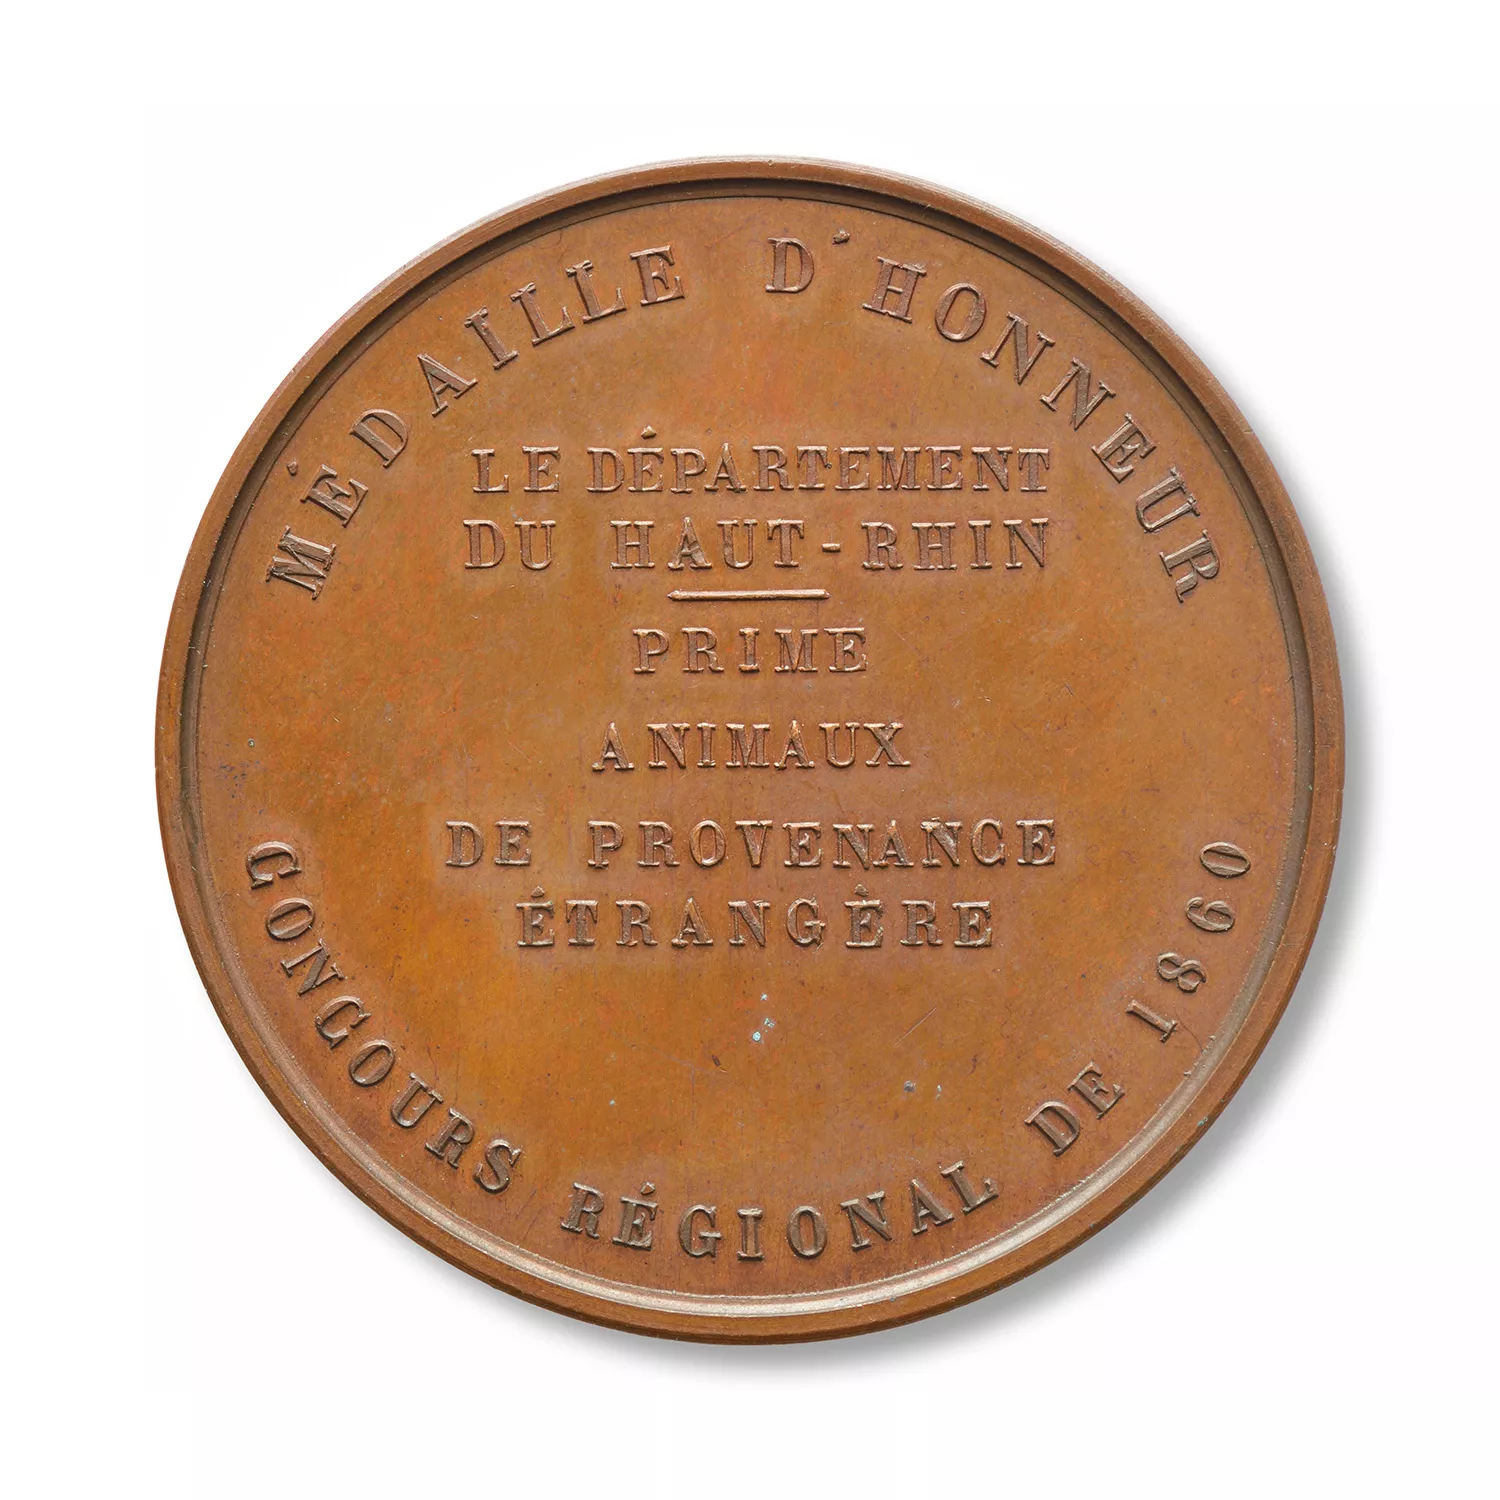 MÉDAILLE D'HONNEUR
LE DÉPARTEMENT
DU HAUT-RHIN
PRIME
ANIMAUX
DE PROVENANCE
ÉTRANGÈRE
CONCOURS RÉGIONAL DE 1860